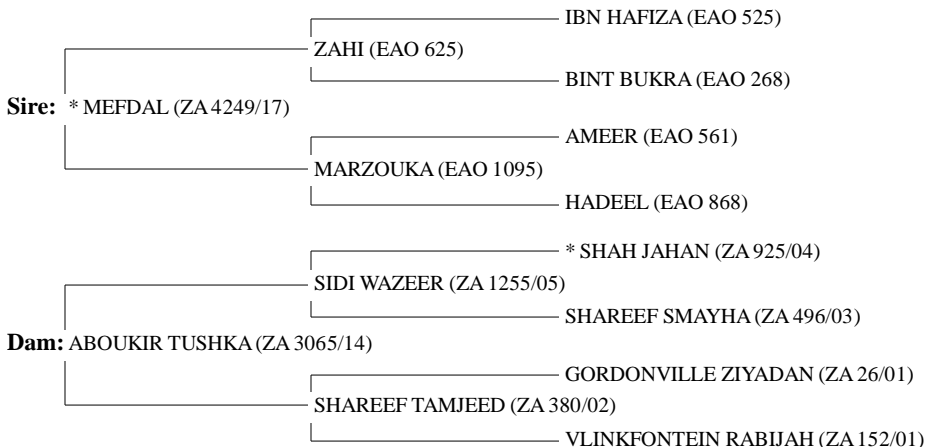 IBN HAFIZA (EAO 525)
ZAHI (EAO 625)
BINT BUKRA (EAO 268)
Sire: * MEFDAL (ZA 4249/17)
AMEER (EAO 561)
MARZOUKA (EAO 1095)
HADEEL (EAO 868)
* SHAH JAHAN (ZA 925/04)
SIDI WAZEER (ZA 1255/05)
SHAREEF SMAYHA (ZA 496/03)
Dam: ABOUKIR TUSHKA (ZA 3065/14)
GORDONVILLE ZIYADAN (ZA 26/01)
SHAREEF TAMJEED (ZA 380/02)
VLINKFONTEIN RABIJAH (ZA 152/01)